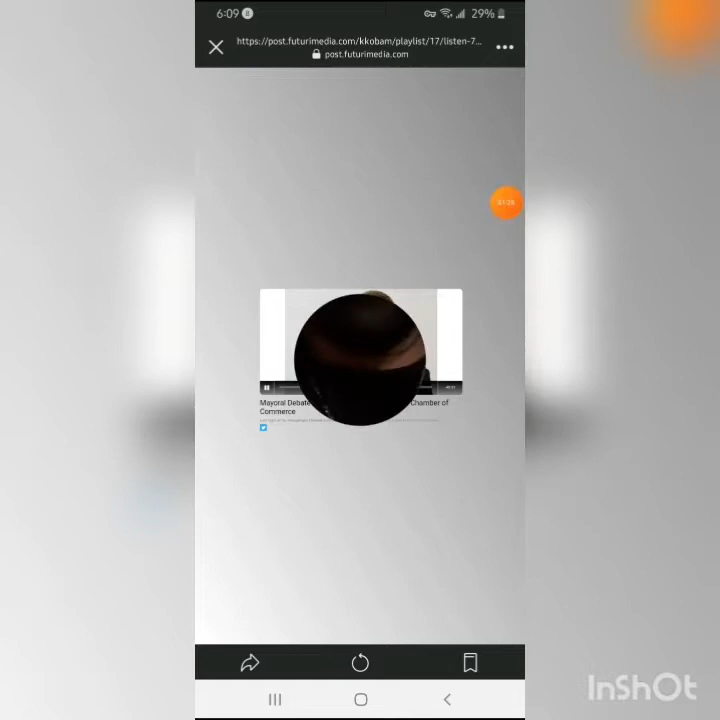 6:09
29%
https://post.futurimedia.com/kkobam/playlist/17/listen-7...
post.futurimedia.com
Mayoral Debate
Chamber of
Commerce
InShOt